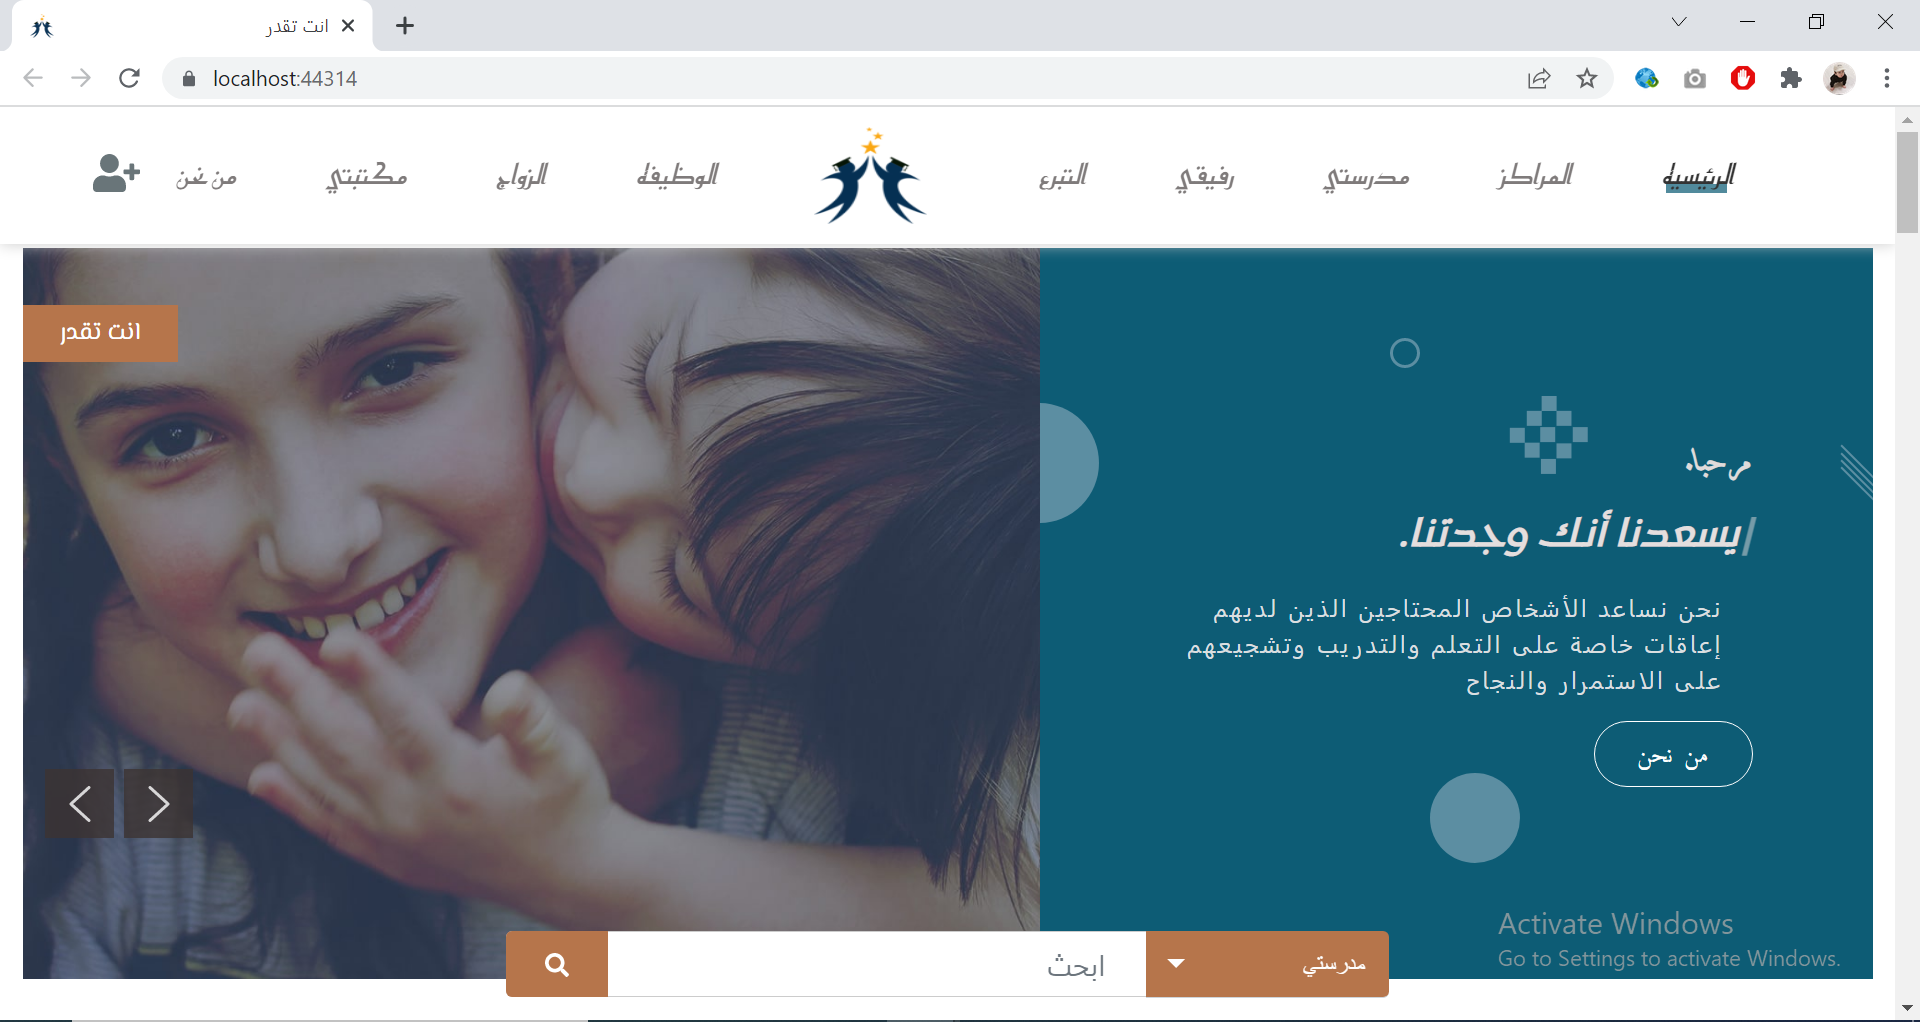 انت تقدر
localhost:44314
الرئيسية
المراكز
مدرستي
رفيقي
التبرع
الوظيفة
الزواج
مكتبتي
من نحن
انت تقدر
مرحبا.
يسعدنا أنك وجدتنا.
نحن نساعد الأشخاص المحتاجين الذين لديهم
إعاقات خاصة على التعلم والتدريب وتشجيعهم
على الاستمرار والنجاح
من نحن
Activate Windows
Go to Settings to activate Windows.
مدرستي
ابحث